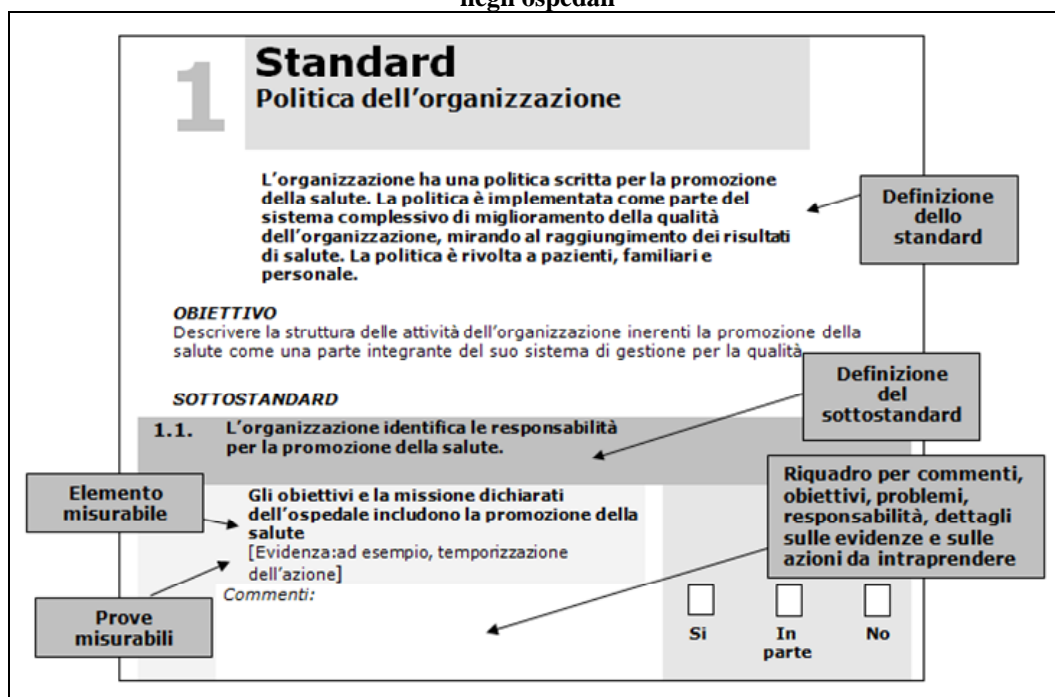 negli ospedali
1
Standard
Politica dell'organizzazione
L'organizzazione ha una politica scritta per la promozione
della salute. La politica è implementata come parte del
sistema complessivo di miglioramento della qualità
dell'organizzazione, mirando al raggiungimento dei risultati
di salute. La politica è rivolta a pazienti, familiari e
personale.
Definizione
dello
standard
OBIETTIVO
Descrivere la struttura delle attività dell'organizzazione inerenti la promozione della
salute come una parte integrante del suo sistema di gestione per la qualità
Definizione
del
sottostandard
SOTTOSTANDARD
1.1. L'organizzazione identifica le responsabilità
per la promozione della salute.
Elemento
misurabile
Gli obiettivi e la missione dichiarati
dell'ospedale includono la promozione della
salute
[Evidenza:ad esempio, temporizzazione
dell'azione]
Riquadro per commenti,
obiettivi, problemi,
responsabilità, dettagli
sulle evidenze e sulle
azioni da intraprendere
Prove
misurabili
Commenti:
Si
In
parte
No